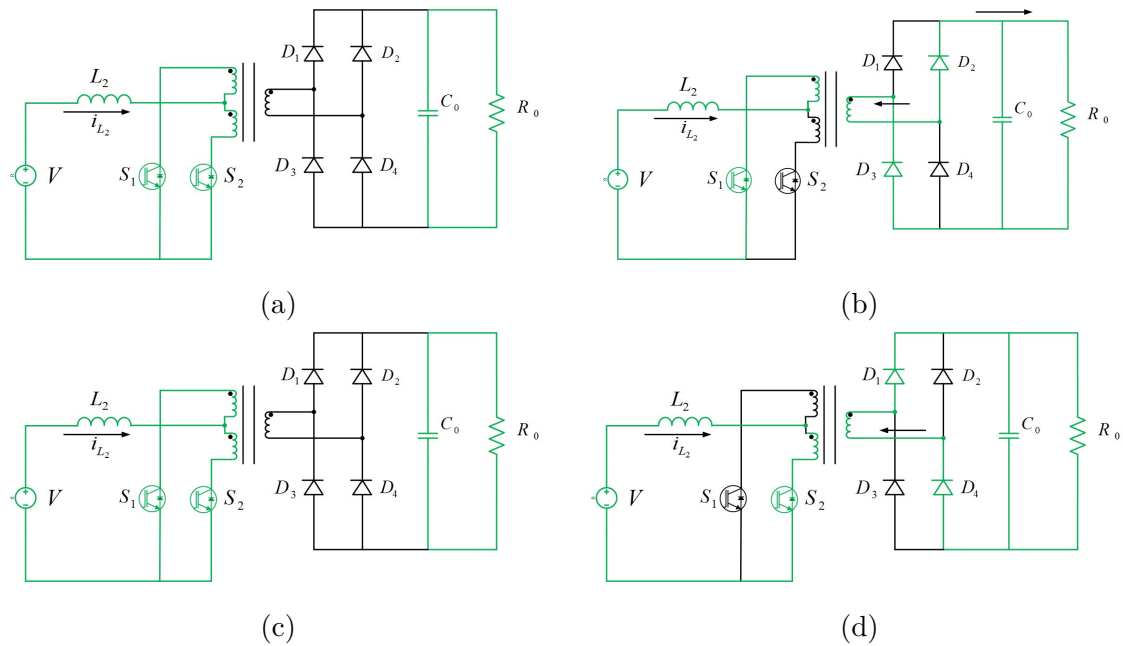 D1 D2
L2
iL2
C0 R0
V S1 S2 D3 D4
(a)
D1 D2
L2
iL2
C0 R0
V S1 S2 D3 D4
(b)
D1 D2
L2
iL2
C0 R0
V S1 S2 D3 D4
(c)
D1 D2
L2
iL2
C0 R0
V S1 S2 D3 D4
(d)